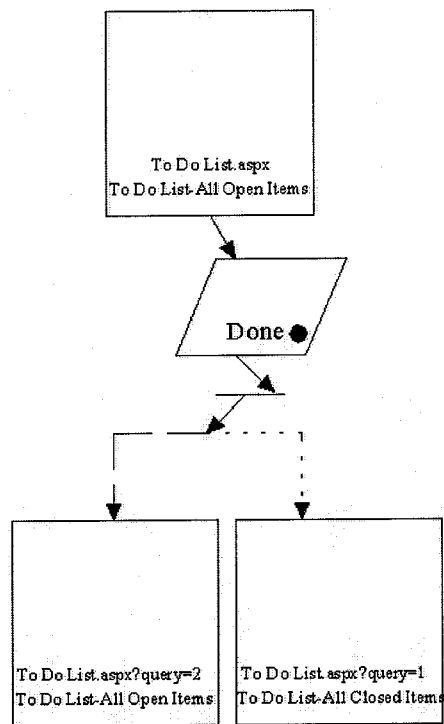 To Do List.aspx
To Do List-All Open Items
Done
To Do List.aspx?query=2
To Do List-All Open Items
To Do List.aspx?query=1
To Do List-All Closed Items